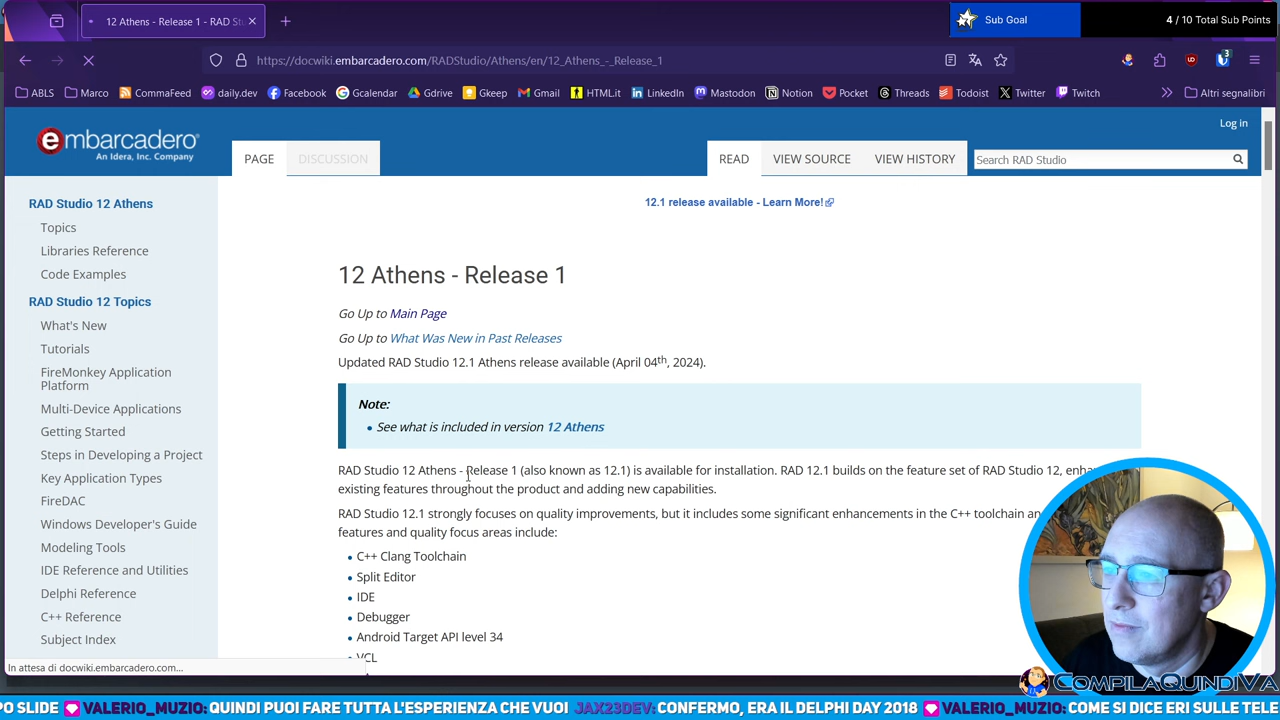 12 Athens - Release 1 - RAD St
Sub Goal
4 / 10 Total Sub Points
https://docwiki.embarcadero.com/RADStudio/Athens/en/12_Athens_-_Release_1
3
ABLS
Marco
CommaFeed
daily.dev
Facebook
Gcalendar
Gdrive
Gkeep
Gmail
HTML.it
LinkedIn
Mastodon
Notion
Pocket
Threads
Todoist
Twitter
Twitch
Altri segnalibri
Log in
embarcadero
An Idera, Inc. Company
PAGE
DISCUSSION
READ
VIEW SOURCE
VIEW HISTORY
Search RAD Studio
12.1 release available - Learn More!
RAD Studio 12 Athens
Topics
Libraries Reference
Code Examples
RAD Studio 12 Topics
What's New
Tutorials
FireMonkey Application
Platform
Multi-Device Applications
Getting Started
Steps in Developing a Project
Key Application Types
FireDAC
Windows Developer's Guide
Modeling Tools
IDE Reference and Utilities
Delphi Reference
C++ Reference
Subject Index
12 Athens - Release 1
Go Up to Main Page
Go Up to What Was New in Past Releases
Updated RAD Studio 12.1 Athens release available (April 04th, 2024).
Note:
See what is included in version 12 Athens
RAD Studio 12 Athens - Release 1 (also known as 12.1) is available for installation. RAD 12.1 builds on the feature set of RAD Studio 12,
existing features throughout the product and adding new capabilities.
RAD Studio 12.1 strongly focuses on quality improvements, but it includes some significant enhancements in the C++ toolchain
features and quality focus areas include:
C++ Clang Toolchain
Split Editor
IDE
Debugger
Android Target API level 34
VCL
In attesa di docwiki.embarcadero.com...
COMPILAQUINDIVA
PO SLIDE VALERIO_MUZIO: QUINDI PUOI FARE TUTTA L'ESPERIENZA CHE VUOI JAX23DEV: CONFERMO, ERA IL DELPHI DAY 2018 VALERIO_MUZIO: COME SI DICE ERI SULLE TELE